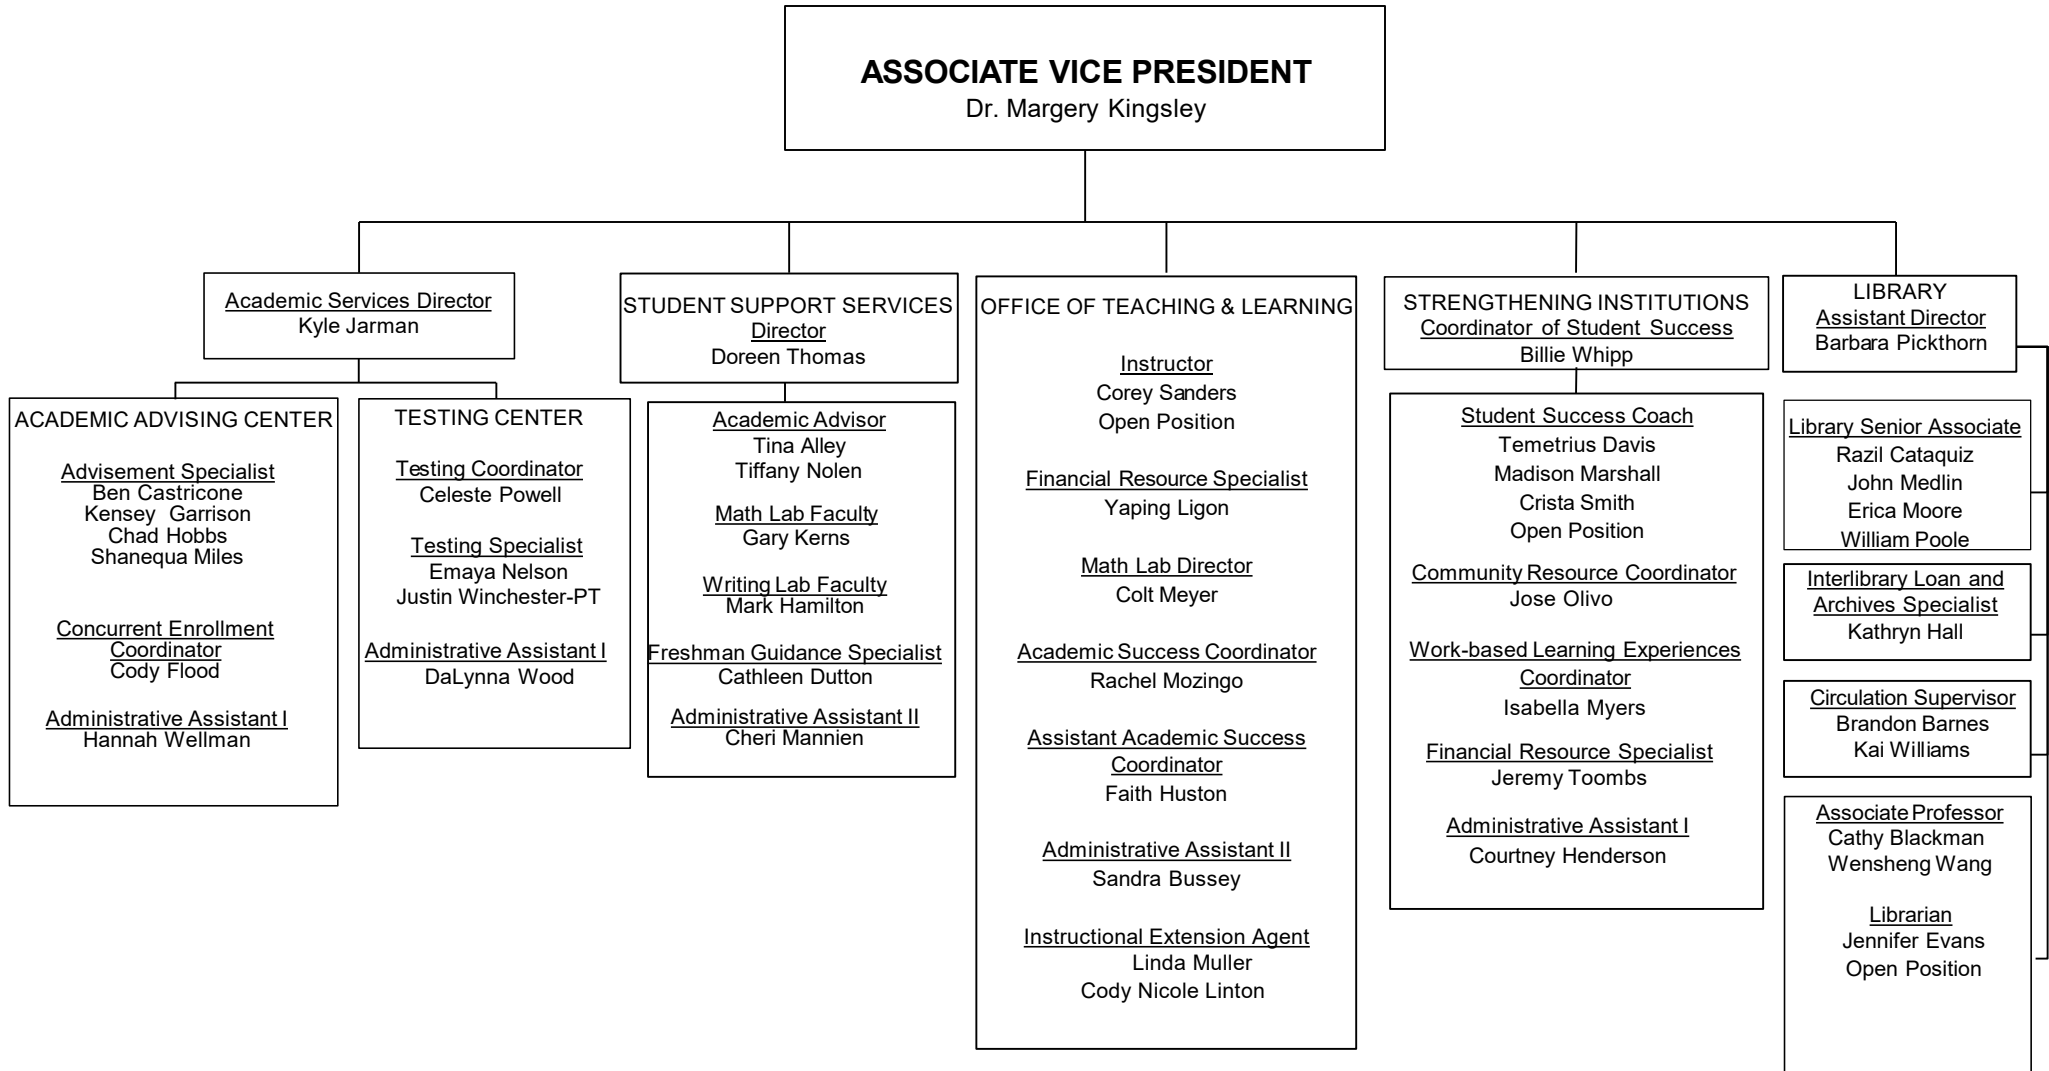 ASSOCIATE VICE PRESIDENT
Dr. Margery Kingsley
Academic Services Director
Kyle Jarman
ACADEMIC ADVISING CENTER
Advisement Specialist
Ben Castricone
Kensey Garrison
Chad Hobbs
Shanequa Miles
Concurrent Enrollment
Coordinator
Cody Flood
Administrative Assistant I
Hannah Wellman
TESTING CENTER
Testing Coordinator
Celeste Powell
Testing Specialist
Emaya Nelson
Justin Winchester-PT
Administrative Assistant I
DaLynna Wood
STUDENT SUPPORT SERVICES
Director
Doreen Thomas
Academic Advisor
Tina Alley
Tiffany Nolen
Math Lab Faculty
Gary Kerns
Writing Lab Faculty
Mark Hamilton
Freshman Guidance Specialist
Cathleen Dutton
Administrative Assistant II
Cheri Mannien
OFFICE OF TEACHING & LEARNING
Instructor
Corey Sanders
Open Position
Financial Resource Specialist
Yaping Ligon
Math Lab Director
Colt Meyer
Academic Success Coordinator
Rachel Mozingo
Assistant Academic Success
Coordinator
Faith Huston
Administrative Assistant II
Sandra Bussey
Instructional Extension Agent
Linda Muller
Cody Nicole Linton
STRENGTHENING INSTITUTIONS
Coordinator of Student Success
Billie Whipp
Student Success Coach
Temetrius Davis
Madison Marshall
Crista Smith
Open Position
Community Resource Coordinator
Jose Olivo
Work-based Learning Experiences
Coordinator
Isabella Myers
Financial Resource Specialist
Jeremy Toombs
Administrative Assistant I
Courtney Henderson
LIBRARY
Assistant Director
Barbara Pickthorn
Library Senior Associate
Razil Cataquiz
John Medlin
Erica Moore
William Poole
Interlibrary Loan and
Archives Specialist
Kathryn Hall
Circulation Supervisor
Brandon Barnes
Kai Williams
Associate Professor
Cathy Blackman
Wensheng Wang
Librarian
Jennifer Evans
Open Position